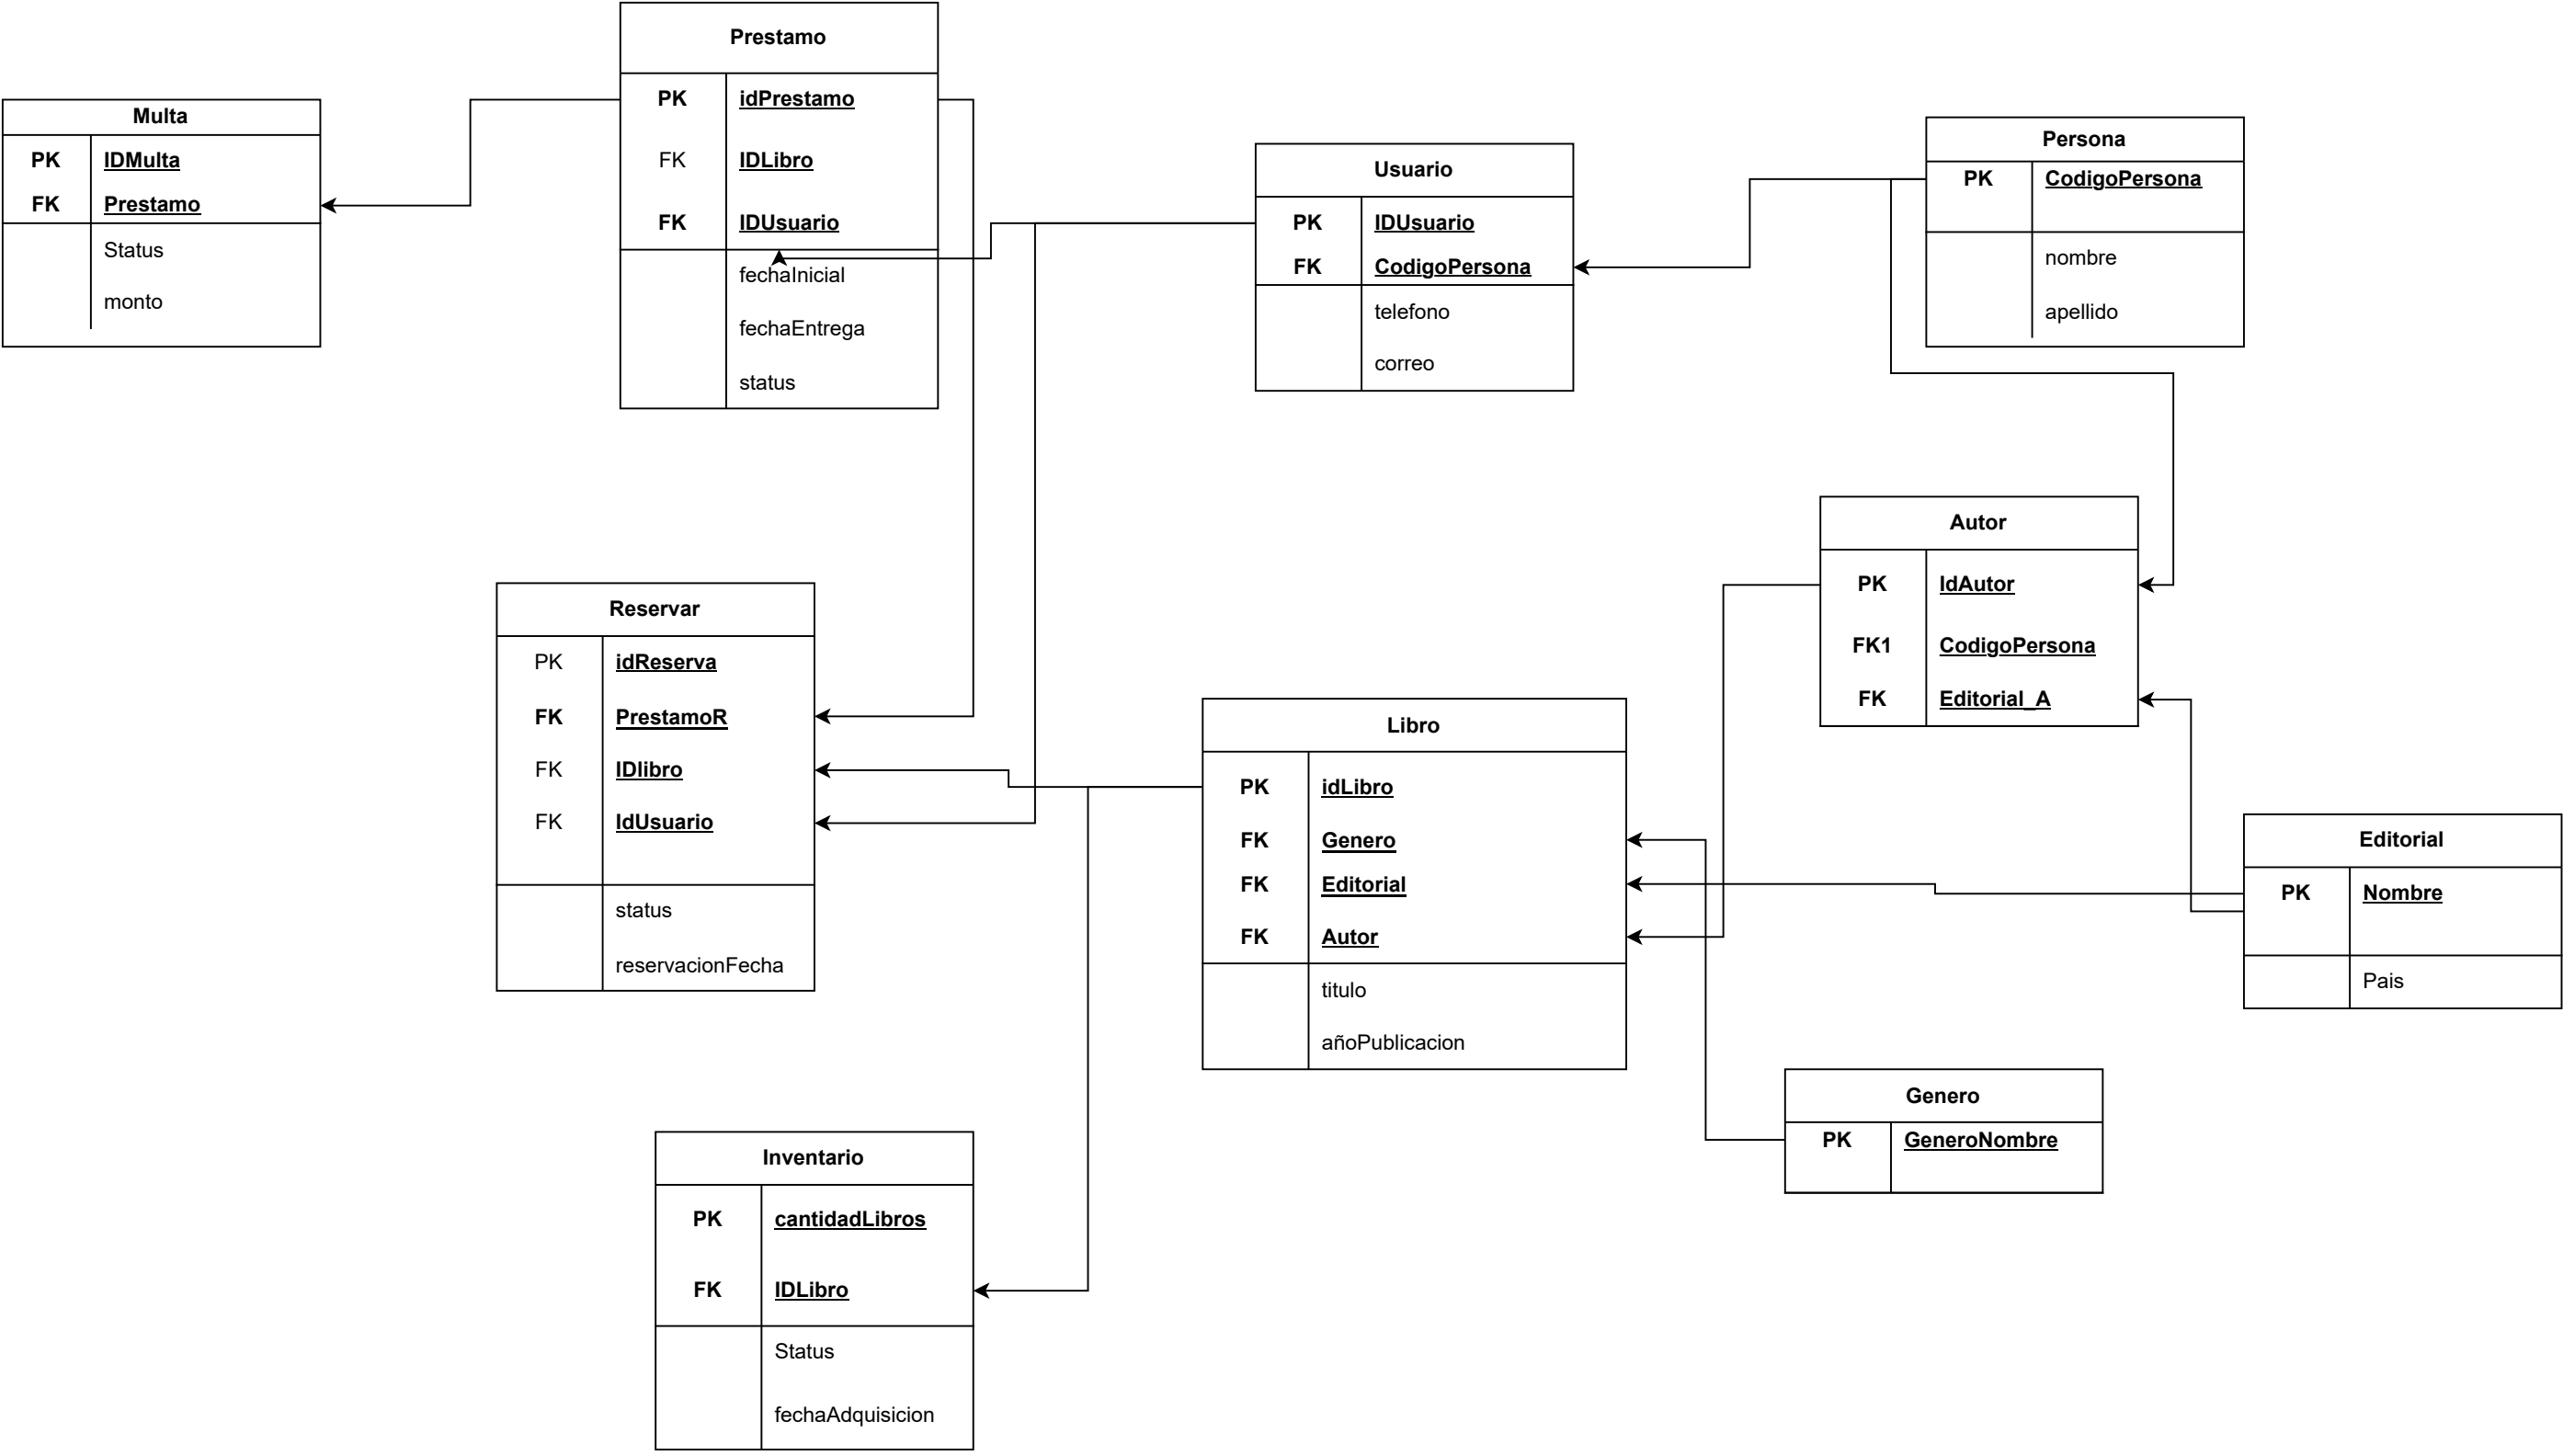 Prestamo
PK idPrestamo
FK IDLibro
FK IDUsuario
fechaInicial
fechaEntrega
status
Multa
PK IDMulta
FK Prestamo
Status
monto
Usuario
PK IDUsuario
FK CodigoPersona
telefono
correo
Persona
PK CodigoPersona
nombre
apellido
Autor
PK IdAutor
FK1 CodigoPersona
FK Editorial_A
Reservar
PK idReserva
FK PrestamoR
FK IDlibro
FK IdUsuario
status
reservacionFecha
Libro
PK idLibro
FK Genero
FK Editorial
FK Autor
titulo
añoPublicacion
Editorial
PK Nombre
Pais
Genero
PK GeneroNombre
Inventario
PK cantidadLibros
FK IDLibro
Status
fechaAdquisicion